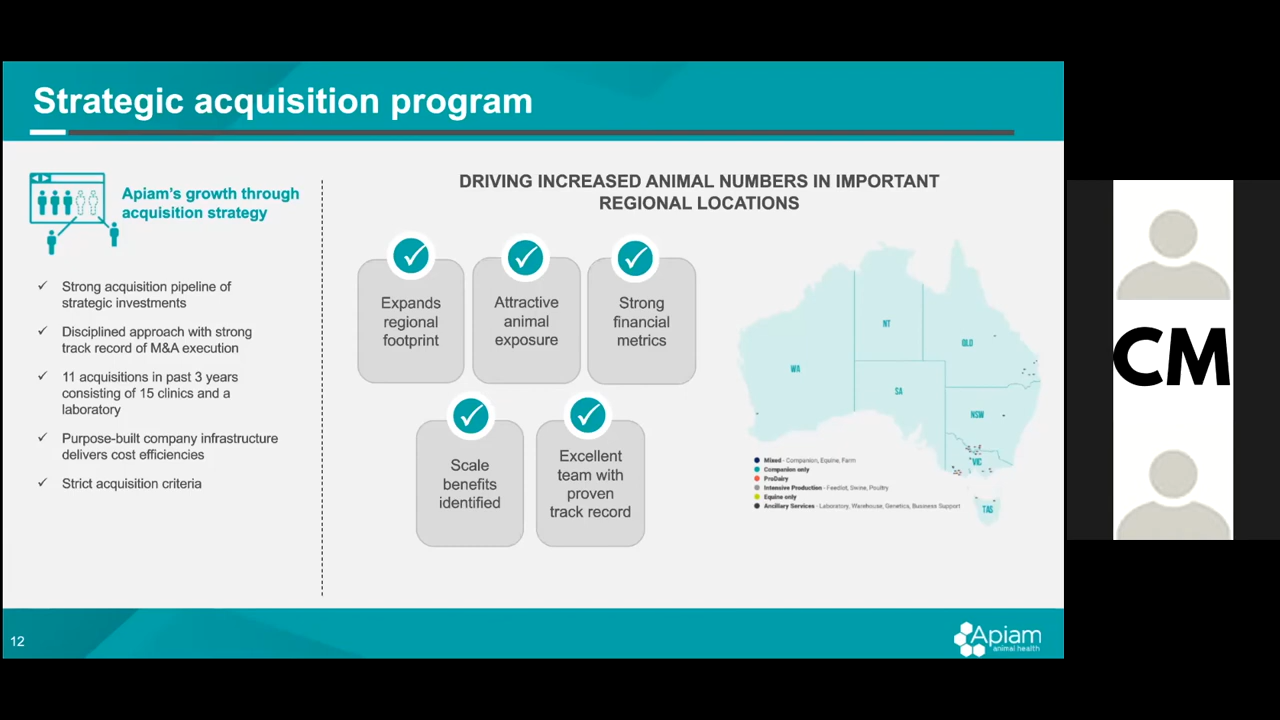 Strategic acquisition program
Apiam's growth through
acquisition strategy
Strong acquisition pipeline of
strategic investments
Disciplined approach with strong
track record of M&A execution
11 acquisitions in past 3 years
consisting of 15 clinics and a
laboratory
Purpose-built company infrastructure
delivers cost efficiencies
Strict acquisition criteria
DRIVING INCREASED ANIMAL NUMBERS IN IMPORTANT
REGIONAL LOCATIONS
Expands
regional
footprint
Attractive
animal
exposure
Strong
financial
metrics
Scale
benefits
identified
Excellent
team with
proven
track record
WA
NT
QLD
SA
NSW
VIC
TAS
Mixed - Companion, Equine, Farm
Companion only
ProDairy
Intensive Production - Feedlot, Swine, Poultry
Equine only
Ancillary Services - Laboratory, Warehouse, Genetics, Business Support
12
Apiam
animal health
CM